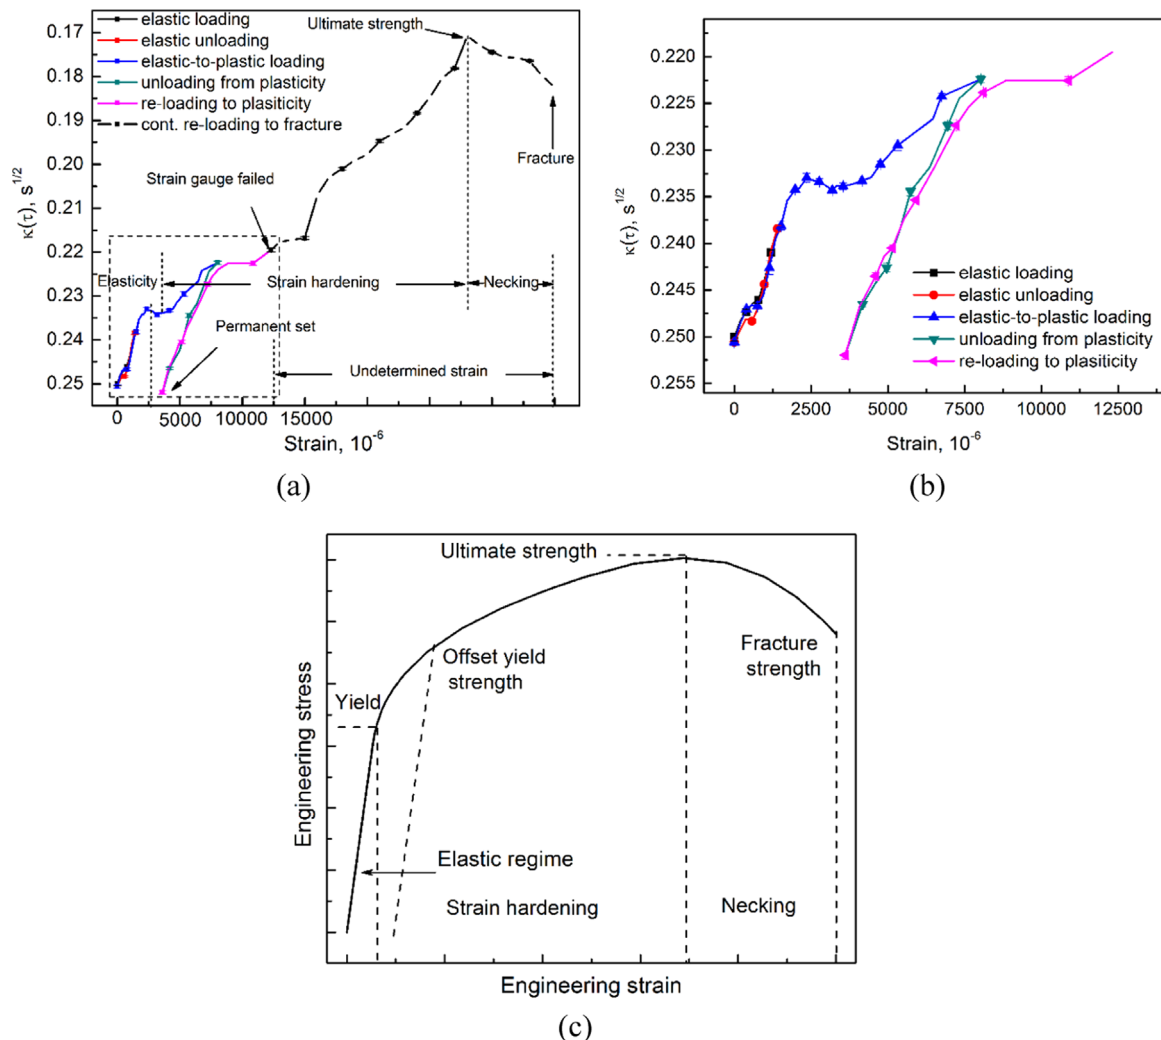 elastic loading
elastic unloading
elastic-to-plastic loading
unloading from plasticity
re-loading to plasiticity
cont. re-loading to fracture
Ultimate strength
Fracture
Strain gauge failed
Elasticity
Strain hardening
Necking
Permanent set
Undetermined strain
0.17
0.18
0.19
0.20
0.21
0.22
0.23
0.24
0.25
κ(τ), s^1/2
0 5000 10000 15000
Strain, 10^-6
(a)
0.220
0.225
0.230
0.235
0.240
0.245
0.250
0.255
κ(τ), s^1/2
elastic loading
elastic unloading
elastic-to-plastic loading
unloading from plasticity
re-loading to plasiticity
0 2500 5000 7500 10000 12500
Strain, 10^-6
(b)
Ultimate strength
Offset yield
strength
Fracture
strength
Yield
Elastic regime
Strain hardening
Necking
Engineering stress
Engineering strain
(c)